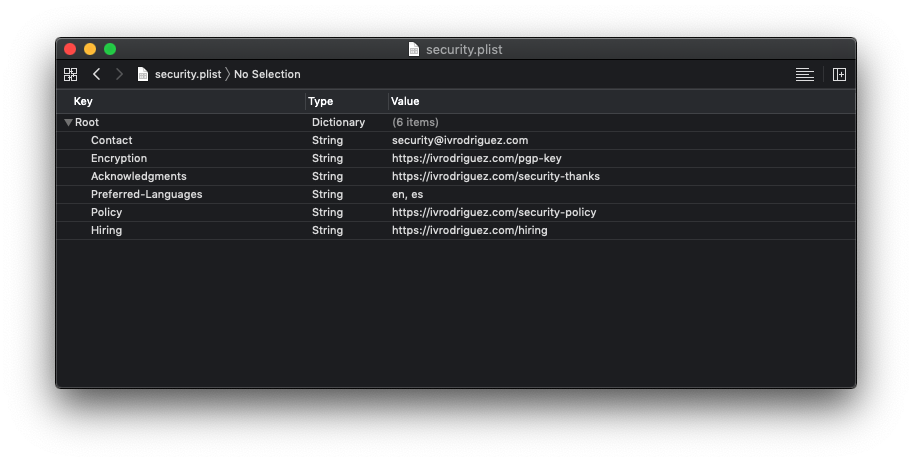 security.plist
security.plist 〉 No Selection
Key Type Value
Root Dictionary (6 items)
Contact String security@ivrodriguez.com
Encryption String https://ivrodriguez.com/pgp-key
Acknowledgments String https://ivrodriguez.com/security-thanks
Preferred-Languages String en, es
Policy String https://ivrodriguez.com/security-policy
Hiring String https://ivrodriguez.com/hiring